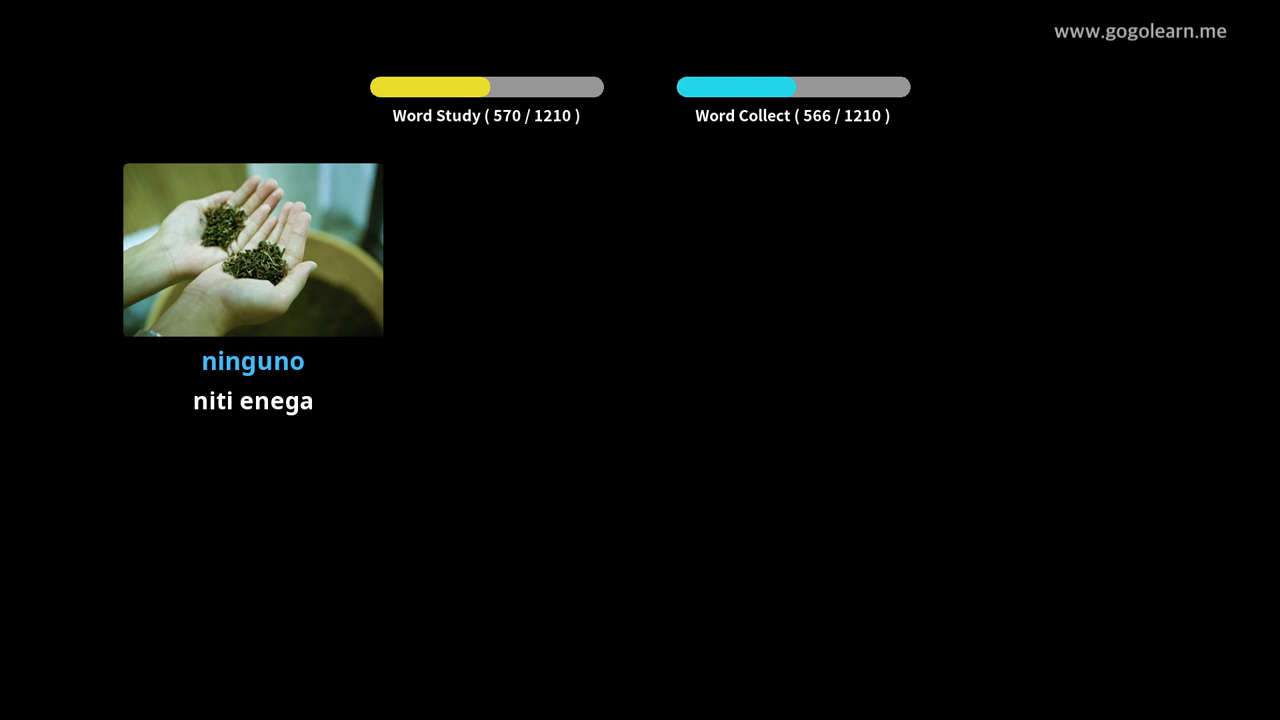 www.gogolearn.me
Word Study ( 570 / 1210 )
Word Collect ( 566 / 1210 )
ninguno
niti enega